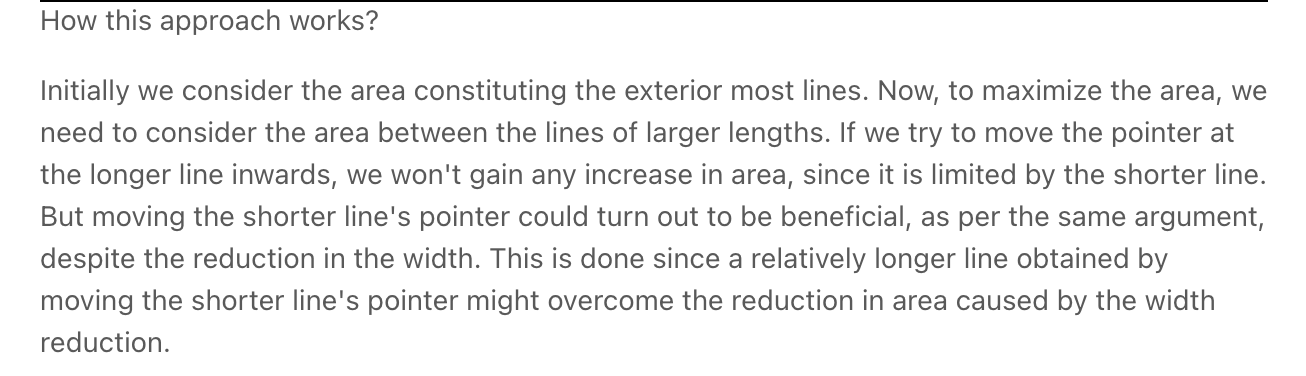 How this approach works?
Initially we consider the area constituting the exterior most lines. Now, to maximize the area, we
need to consider the area between the lines of larger lengths. If we try to move the pointer at
the longer line inwards, we won't gain any increase in area, since it is limited by the shorter line.
But moving the shorter line's pointer could turn out to be beneficial, as per the same argument,
despite the reduction in the width. This is done since a relatively longer line obtained by
moving the shorter line's pointer might overcome the reduction in area caused by the width
reduction.